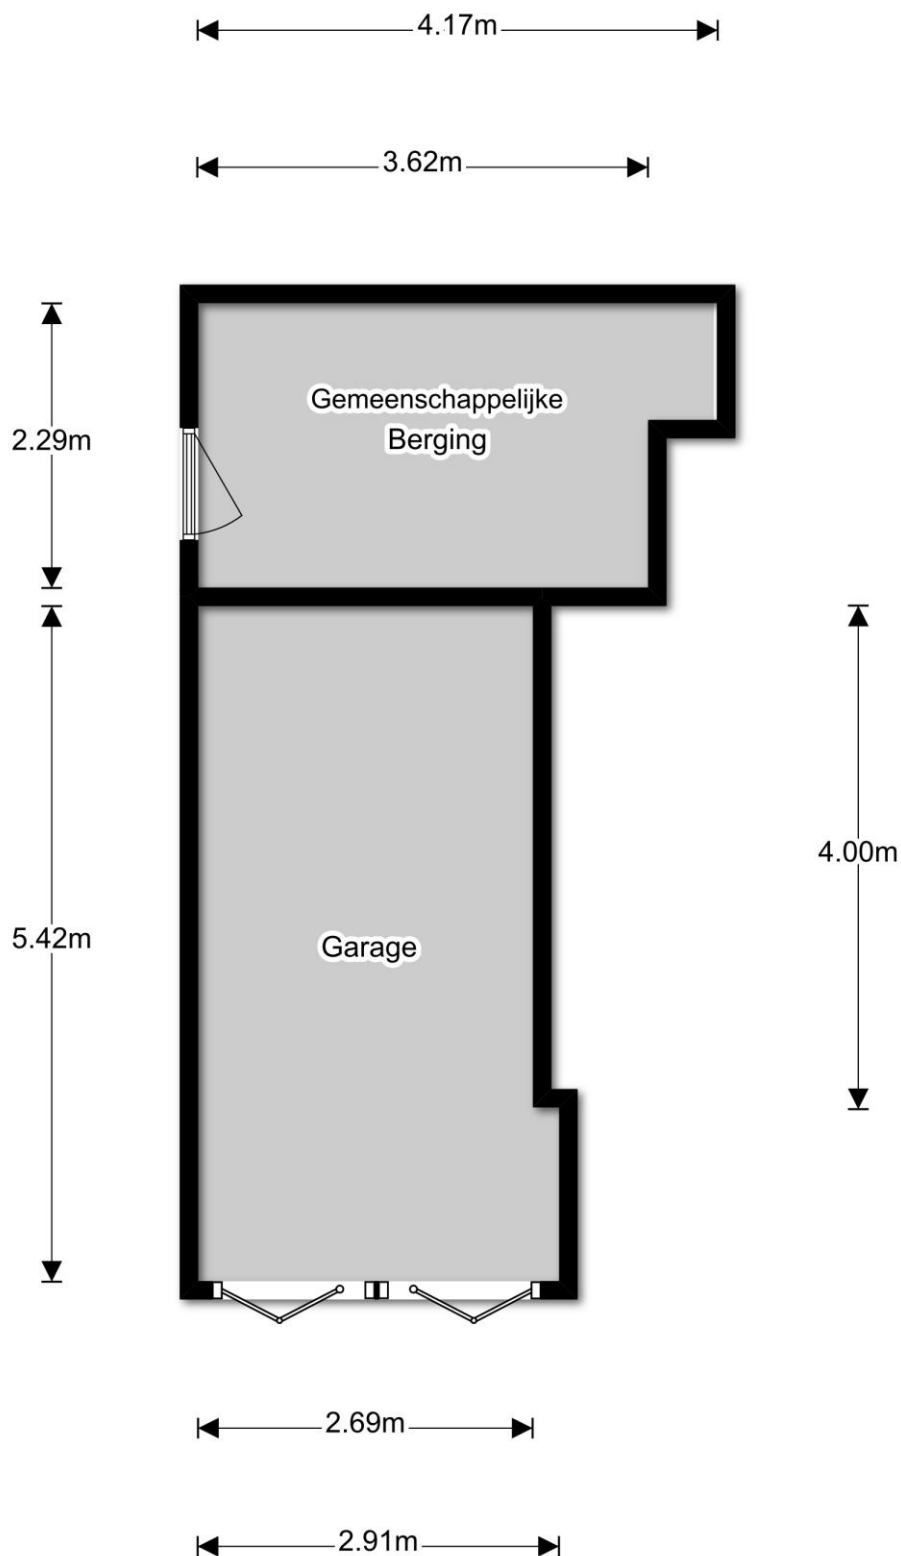 4.17m
3.62m
Gemeenschappelijke
Berging
2.29m
4.00m
5.42m
Garage
2.69m
2.91m